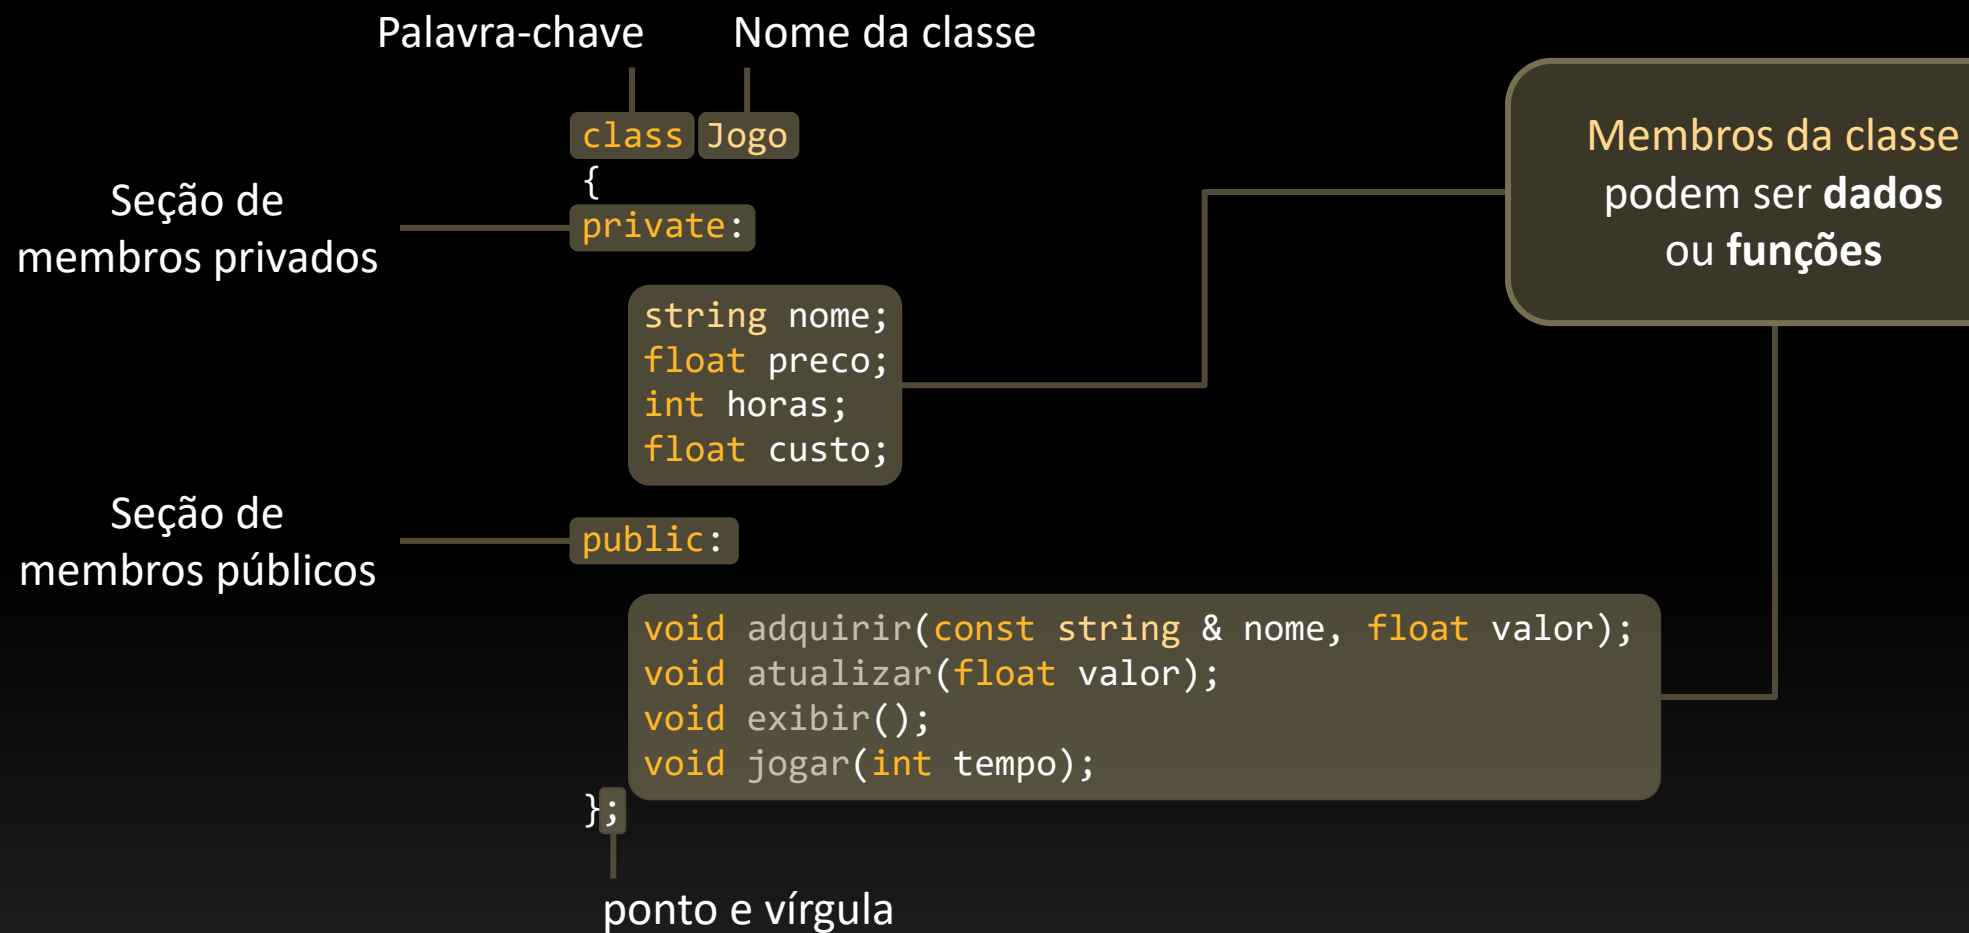 Palavra-chave
Nome da classe
class Jogo
{
Seção de
membros privados
private:
Membros da classe
podem ser dados
ou funções
string nome;
float preco;
int horas;
float custo;
Seção de
membros públicos
public:
void adquirir(const string & nome, float valor);
void atualizar(float valor);
void exibir();
void jogar(int tempo);
};
ponto e vírgula